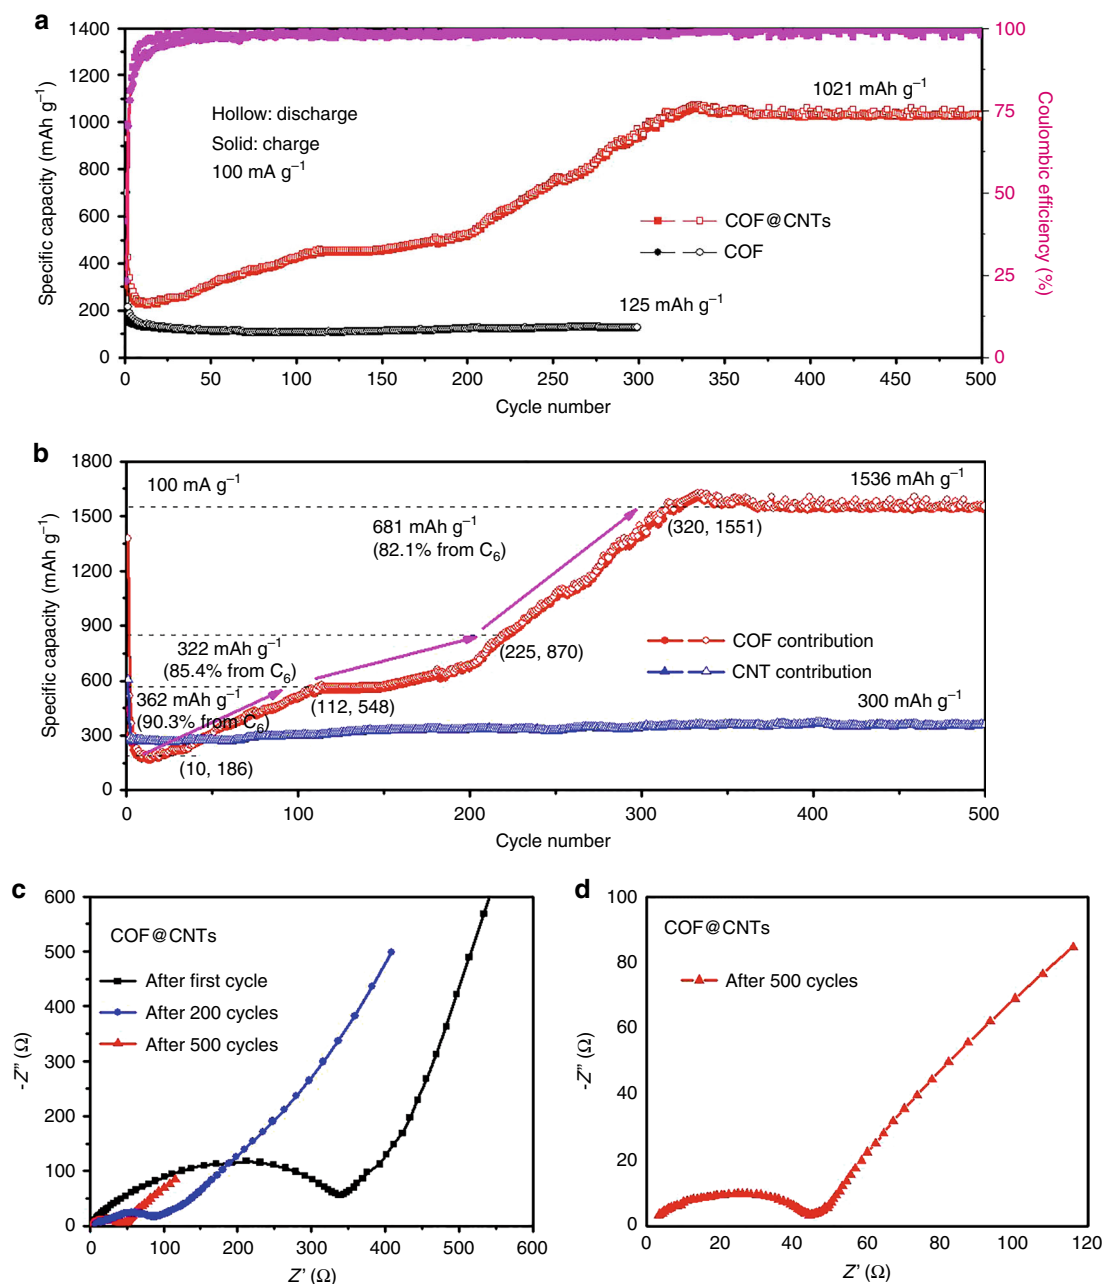 a
1400
1200
1000
800
600
400
200
0
Specific capacity (mAh g⁻¹)
Hollow: discharge
Solid: charge
100 mA g⁻¹
1021 mAh g⁻¹
COF@CNTs
COF
125 mAh g⁻¹
100
75
50
25
0
Coulombic efficiency (%)
0 50 100 150 200 250 300 350 400 450 500
Cycle number
b
1800
1500
1200
900
600
300
0
Specific capacity (mAh g⁻¹)
100 mA g⁻¹
1536 mAh g⁻¹
681 mAh g⁻¹
(82.1% from C₆)
(320, 1551)
322 mAh g⁻¹
(85.4% from C₆)
(225, 870)
COF contribution
CNT contribution
362 mAh g⁻¹
(90.3% from C₆)
(112, 548)
300 mAh g⁻¹
(10, 186)
0 100 200 300 400 500
Cycle number
c
600
500
400
300
200
100
0
-Z'' (Ω)
COF@CNTs
After first cycle
After 200 cycles
After 500 cycles
0 100 200 300 400 500 600
Z' (Ω)
d
100
80
60
40
20
0
-Z'' (Ω)
COF@CNTs
After 500 cycles
0 20 40 60 80 100 120
Z' (Ω)